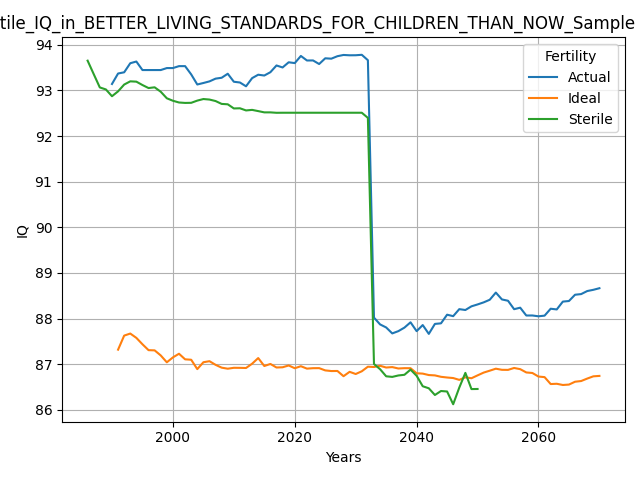 tile_IQ_in_BETTER_LIVING_STANDARDS_FOR_CHILDREN_THAN_NOW_Sample
94
93
92
91
90
89
88
87
86
IQ
Fertility
Actual
Ideal
Sterile
2000
2020
2040
2060
Years